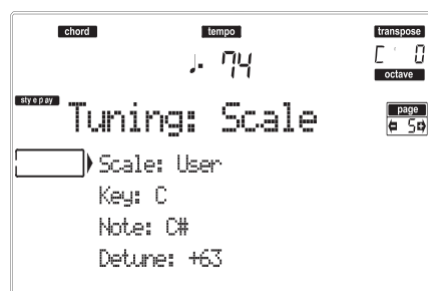 chord tempo transpose
♩. 74 C 0
octave
style play Tuning: Scale page
5
Scale: User
Key: C
Note: C#
Detune: +63